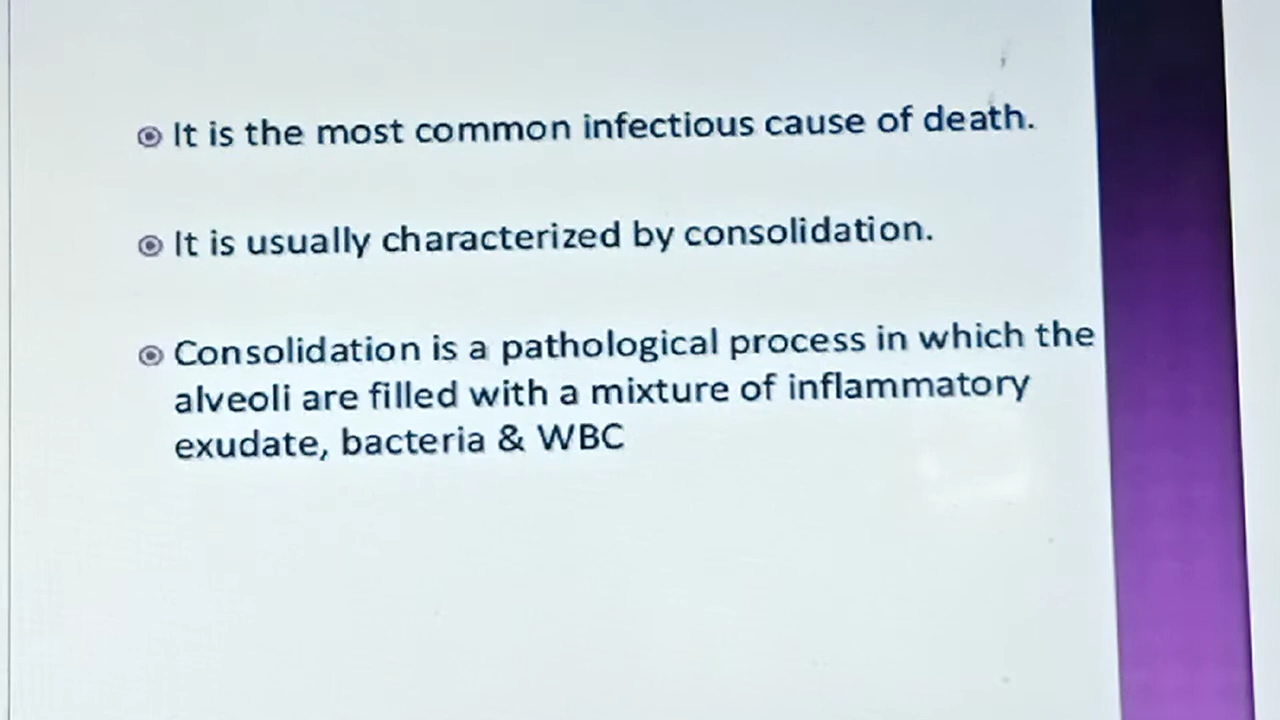 It is the most common infectious cause of death.
It is usually characterized by consolidation.
Consolidation is a pathological process in which the
alveoli are filled with a mixture of inflammatory
exudate, bacteria & WBC